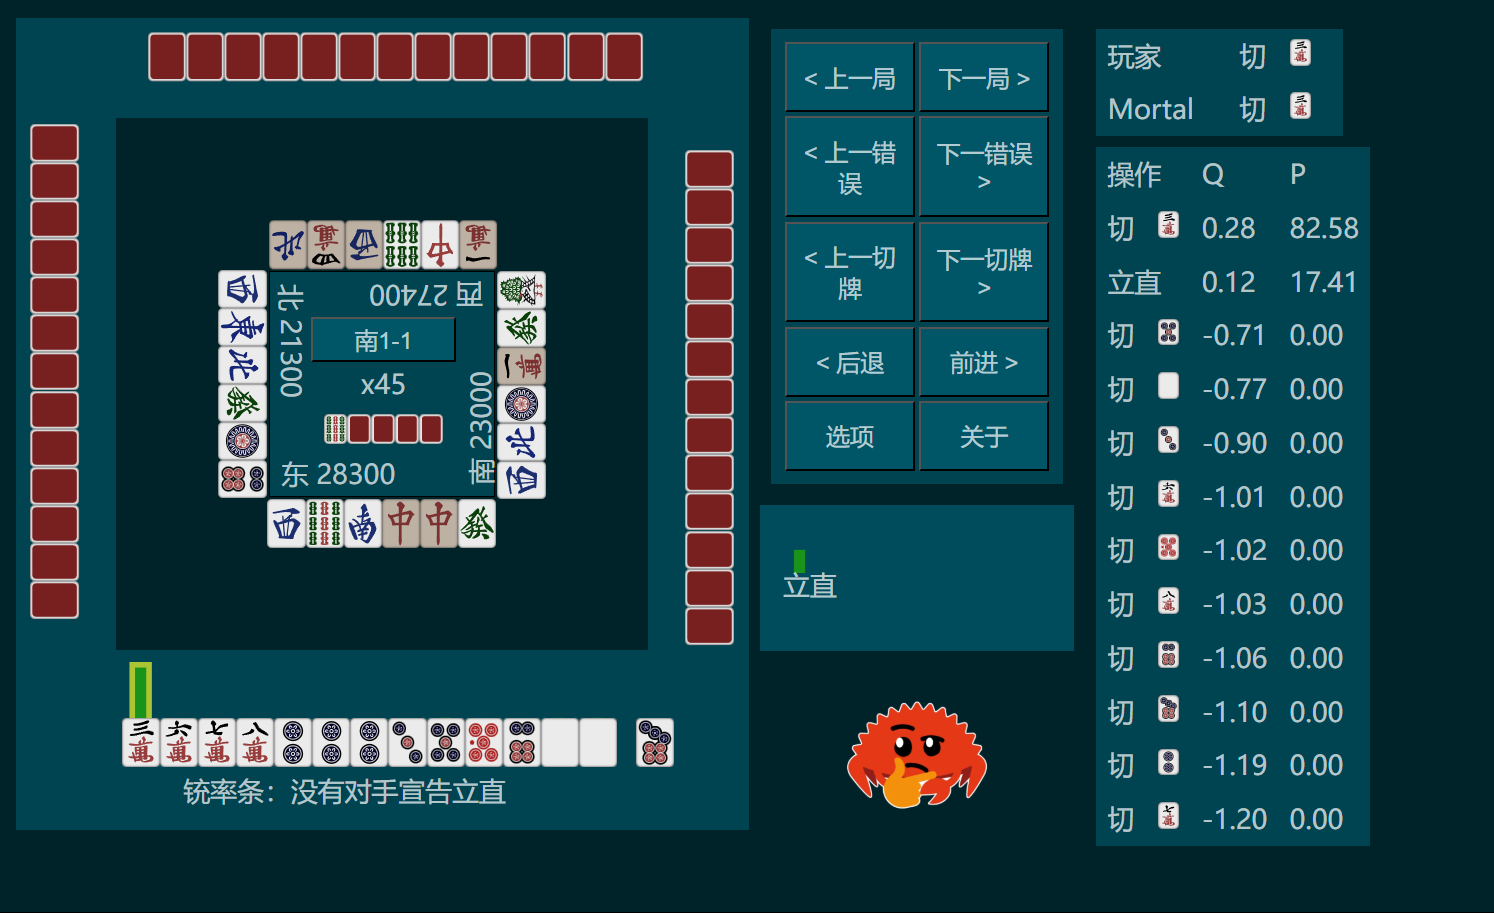 北 21300
西 27400
南1-1
x45
南 23000
东 28300
铳率条：没有对手宣告立直
< 上一局
下一局 >
< 上一错误
下一错误 >
< 上一切牌
下一切牌 >
< 后退
前进 >
选项
关于
立直
玩家 切
Mortal 切
操作 Q P
切 0.28 82.58
立直 0.12 17.41
切 -0.71 0.00
切 -0.77 0.00
切 -0.90 0.00
切 -1.01 0.00
切 -1.02 0.00
切 -1.03 0.00
切 -1.06 0.00
切 -1.10 0.00
切 -1.19 0.00
切 -1.20 0.00